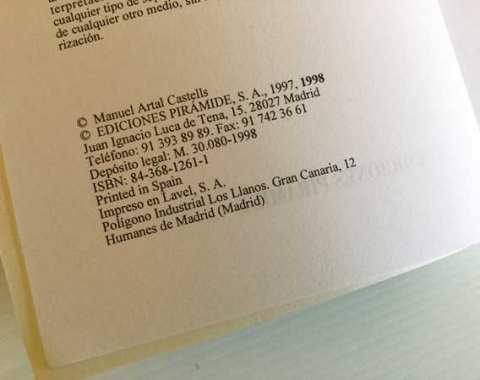 cualquier tipo de
de cualquier otro medio,
rización.
© Manuel Artal Castells
© EDICIONES PIRÁMIDE, S. A., 1997, 1998
Juan Ignacio Luca de Tena, 15. 28027 Madrid
Teléfono: 91 393 89 89. Fax: 91 742 36 61
Depósito legal: M. 30.080-1998
ISBN: 84-368-1261-1
Printed in Spain
Impreso en Lavel, S. A.
Polígono Industrial Los Llanos. Gran Canaria, 12
Humanes de Madrid (Madrid)